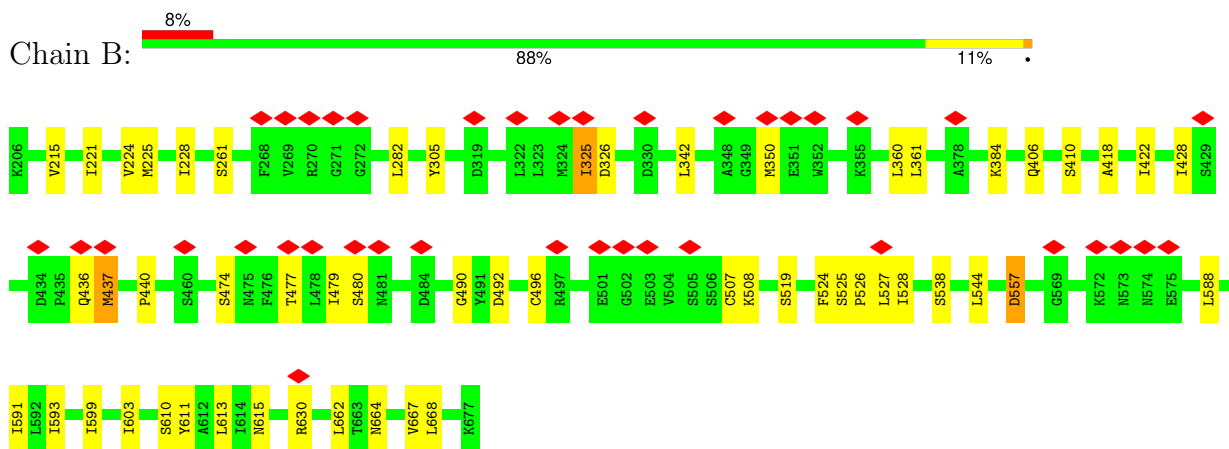 8%
Chain B:
88% 11% •
K206 V215 I221 V224 M225 I228 S261 F268 V269 R270 G271 G272 L282 Y305 D319 L322 L323 M324 I325 D326 D330 L342 A348 G349 M350 E351 W352 K355 L360 L361 A378 K384 Q406 S410 A418 I422 I428 S429
D434 P435 Q436 M437 P440 S460 S474 N475 F476 T477 L478 I479 S480 N481 D484 G490 Y491 D492 C496 R497 E501 G502 E503 V504 S505 S506 C507 K508 S519 F524 S525 P526 L527 I528 S538 L544 D557 G569 K572 N573 N574 E575 L588
I591 L592 I593 I599 I603 S610 Y611 A612 L613 I614 N615 R630 L662 T663 N664 V667 L668 K677